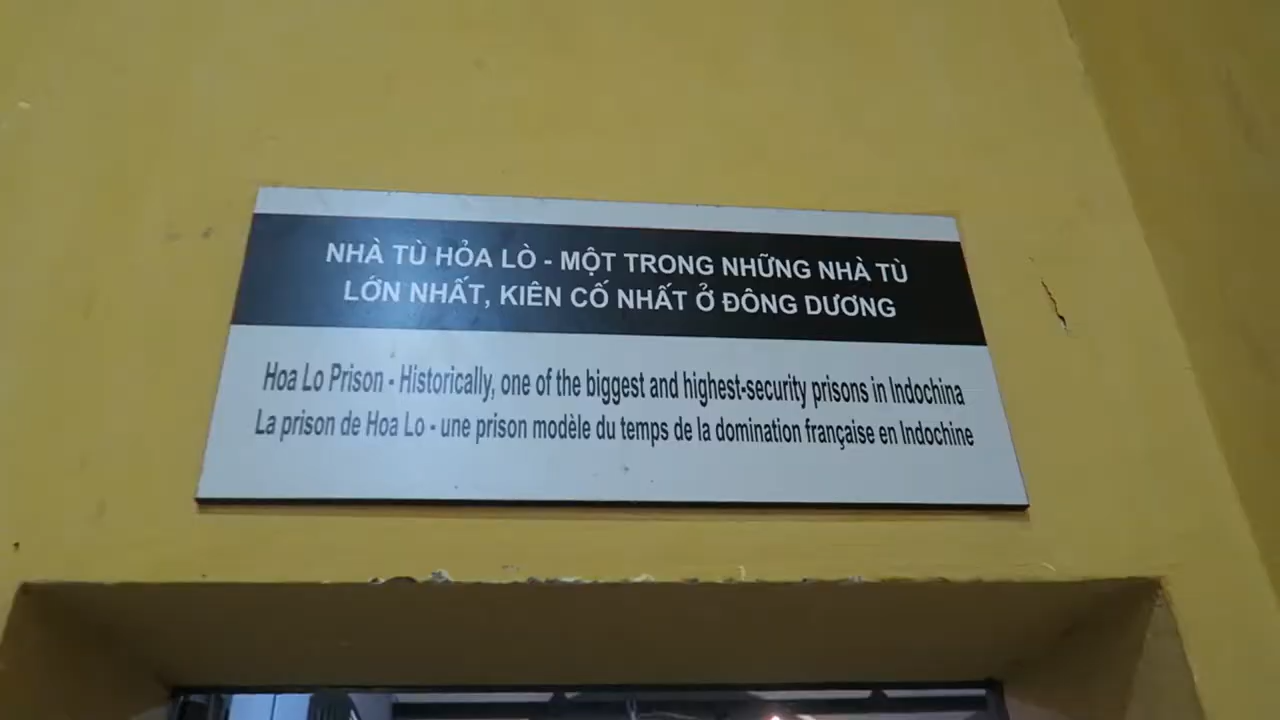 NHÀ TÙ HỎA LÒ - MỘT TRONG NHỮNG NHÀ TÙ
LỚN NHẤT, KIÊN CỐ NHẤT Ở ĐÔNG DƯƠNG
Hoa Lo Prison - Historically, one of the biggest and highest-security prisons in Indochina
La prison de Hoa Lo - une prison modèle du temps de la domination française en Indochine